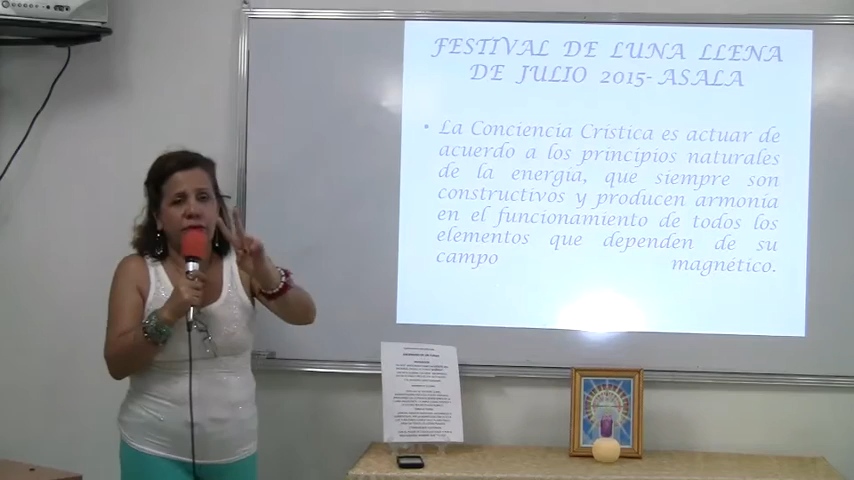 FESTIVAL DE LUNA LLENA
DE JULIO 2015- ASALA
• La Conciencia Crística es actuar de
acuerdo a los principios naturales
de la energía, que siempre son
constructivos y producen armonía
en el funcionamiento de todos los
elementos que dependen de su
campo magnético.